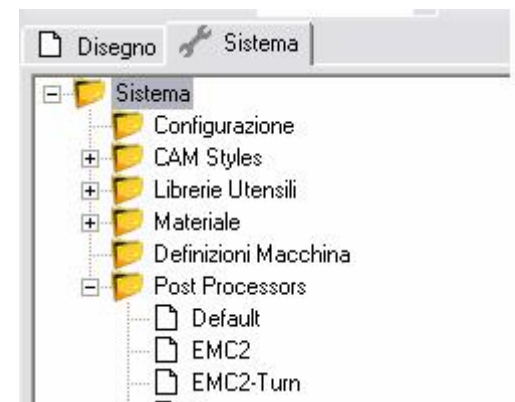 Disegno Sistema
Sistema
Configurazione
CAM Styles
Librerie Utensili
Materiale
Definizioni Macchina
Post Processors
Default
EMC2
EMC2-Turn